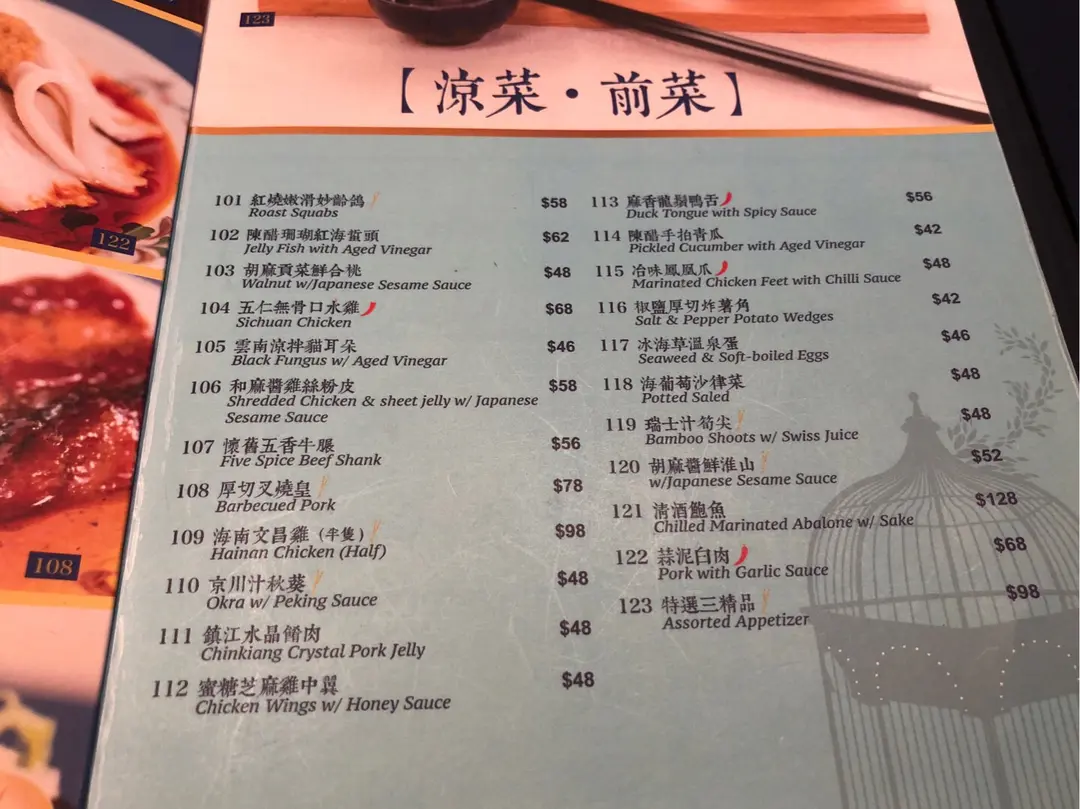 123
【涼菜・前菜】
101 紅燒嫩滑妙齡鴿 $58
Roast Squabs
102 陳醋珊瑚紅海蜇頭 $62
Jelly Fish with Aged Vinegar
103 胡麻貢菜鮮合桃 $48
Walnut w/Japanese Sesame Sauce
104 五仁無骨口水雞 $68
Sichuan Chicken
105 雲南涼拌貓耳朵 $46
Black Fungus w/ Aged Vinegar
106 和麻醬雞絲粉皮 $58
Shredded Chicken & sheet jelly w/ Japanese
Sesame Sauce
107 懷舊五香牛腱 $56
Five Spice Beef Shank
108 厚切叉燒皇 $78
Barbecued Pork
109 海南文昌雞（半隻） $98
Hainan Chicken (Half)
110 京川汁秋葵 $48
Okra w/ Peking Sauce
111 鎮江水晶餚肉 $48
Chinkiang Crystal Pork Jelly
112 蜜糖芝麻雞中翼 $48
Chicken Wings w/ Honey Sauce
113 麻香龍鬚鴨舌 $56
Duck Tongue with Spicy Sauce
114 陳醋手拍青瓜 $42
Pickled Cucumber with Aged Vinegar
115 冶味鳳凰爪 $48
Marinated Chicken Feet with Chilli Sauce
116 椒鹽厚切炸薯角 $42
Salt & Pepper Potato Wedges
117 冰海草溫泉蛋 $46
Seaweed & Soft-boiled Eggs
118 海葡萄沙律菜 $48
Potted Saled
119 瑞士汁筍尖 $48
Bamboo Shoots w/ Swiss Juice
120 胡麻醬鮮淮山 $52
w/Japanese Sesame Sauce
121 清酒鮑魚 $128
Chilled Marinated Abalone w/ Sake
122 蒜泥白肉 $68
Pork with Garlic Sauce
123 特選三精品 $98
Assorted Appetizer
122
108